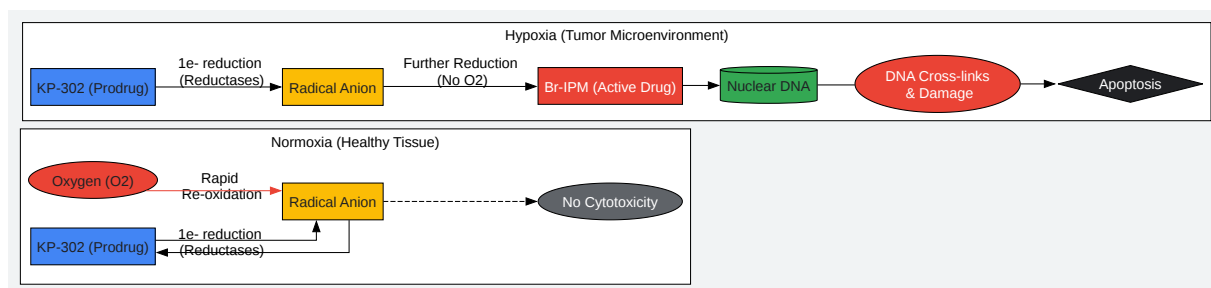 Hypoxia (Tumor Microenvironment)
KP-302 (Prodrug)
1e- reduction
(Reductases)
Radical Anion
Further Reduction
(No O2)
Br-IPM (Active Drug)
Nuclear DNA
DNA Cross-links
& Damage
Apoptosis
Normoxia (Healthy Tissue)
Oxygen (O2)
Rapid
Re-oxidation
Radical Anion
No Cytotoxicity
KP-302 (Prodrug)
1e- reduction
(Reductases)